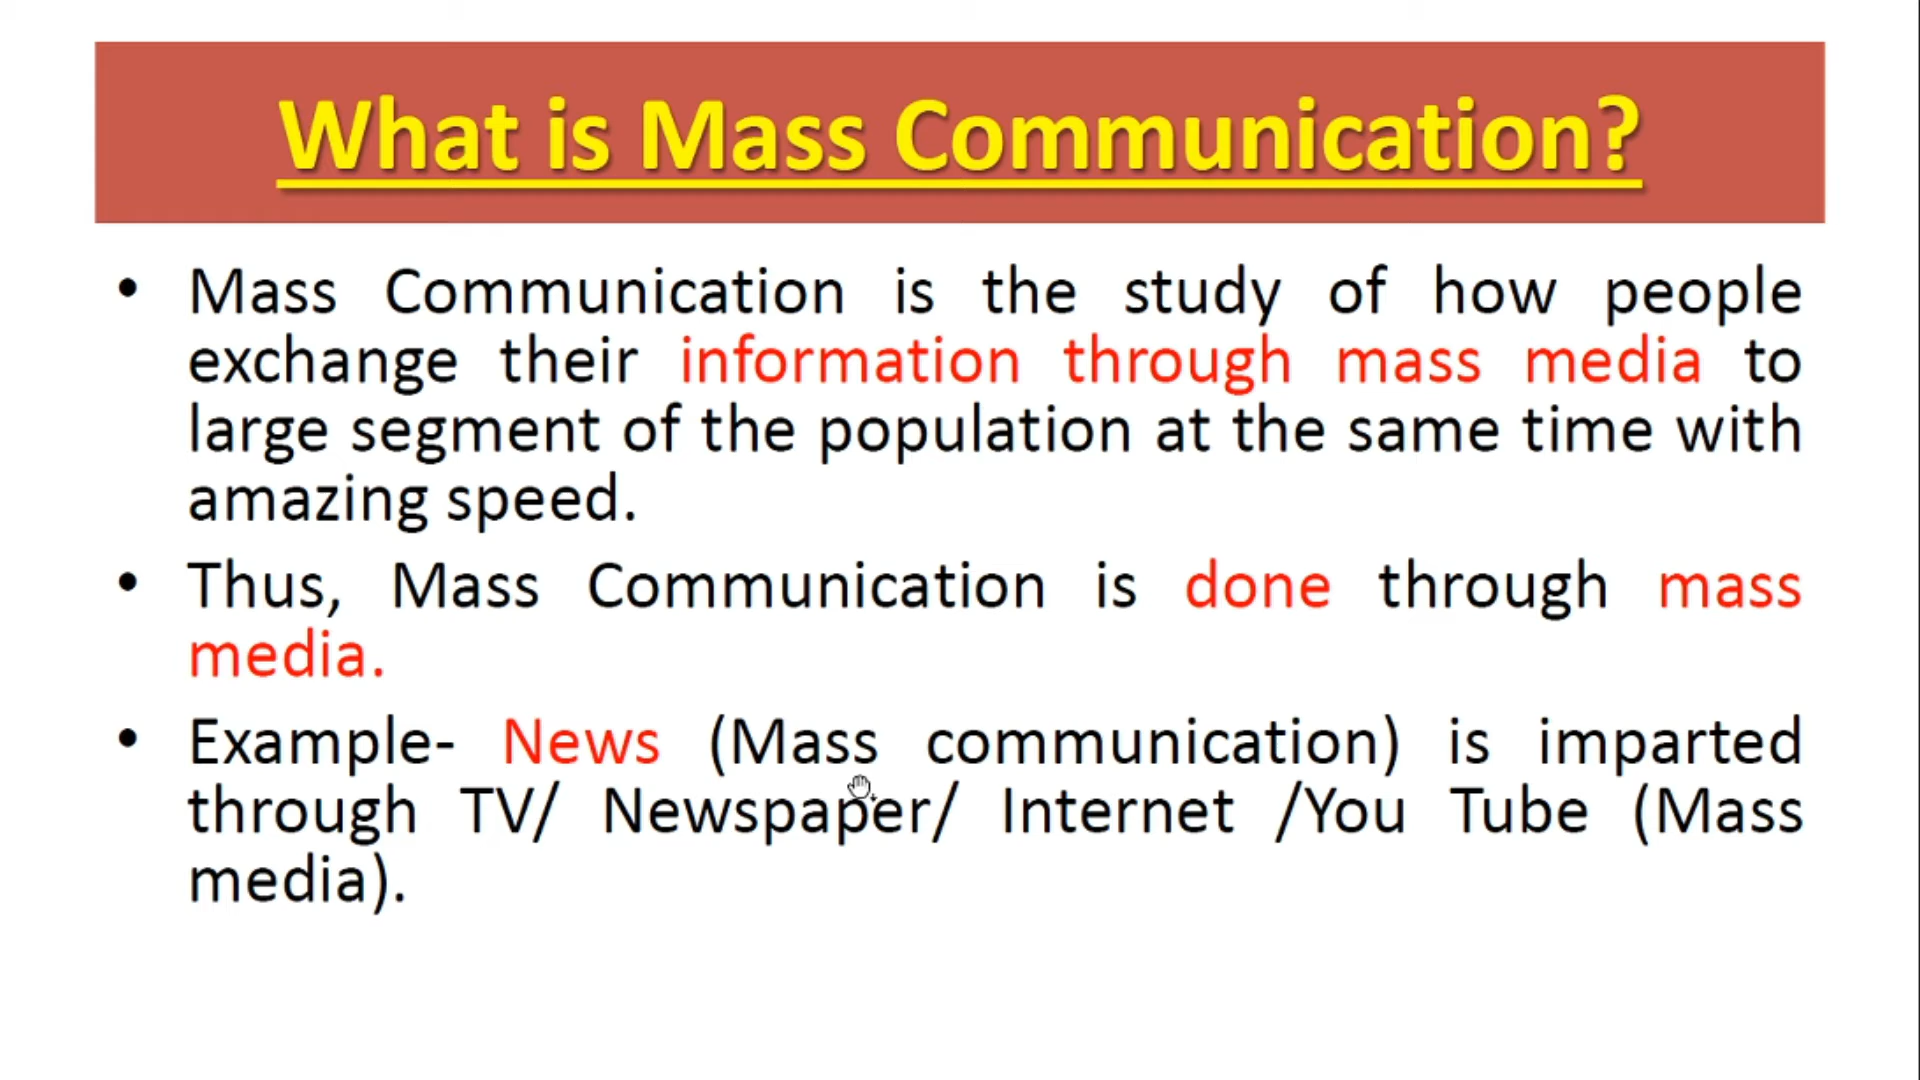 What is Mass Communication?
• Mass Communication is the study of how people
exchange their information through mass media to
large segment of the population at the same time with
amazing speed.
• Thus, Mass Communication is done through mass
media.
• Example- News (Mass communication) is imparted
through TV/ Newspaper/ Internet /You Tube (Mass
media).